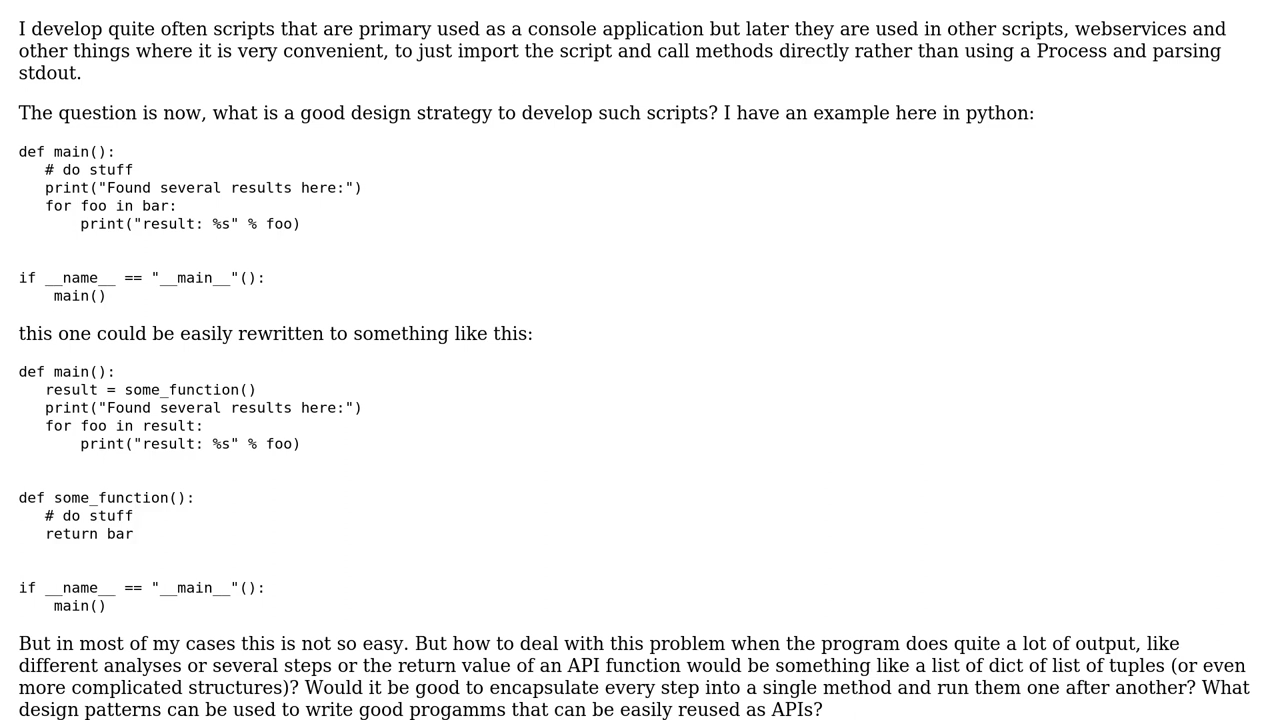 I develop quite often scripts that are primary used as a console application but later they are used in other scripts, webservices and
other things where it is very convenient, to just import the script and call methods directly rather than using a Process and parsing
stdout.
The question is now, what is a good design strategy to develop such scripts? I have an example here in python:
def main():
   # do stuff
   print("Found several results here:")
   for foo in bar:
       print("result: %s" % foo)
if __name__ == "__main__"():
    main()
this one could be easily rewritten to something like this:
def main():
   result = some_function()
   print("Found several results here:")
   for foo in result:
       print("result: %s" % foo)
def some_function():
   # do stuff
   return bar
if __name__ == "__main__"():
    main()
But in most of my cases this is not so easy. But how to deal with this problem when the program does quite a lot of output, like
different analyses or several steps or the return value of an API function would be something like a list of dict of list of tuples (or even
more complicated structures)? Would it be good to encapsulate every step into a single method and run them one after another? What
design patterns can be used to write good progamms that can be easily reused as APIs?